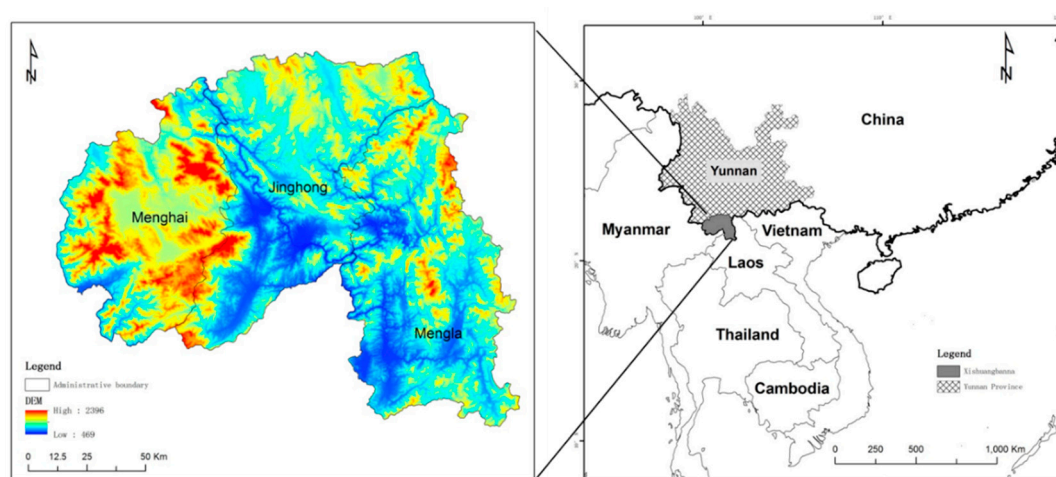 N
Menghai
Jinghong
Mengla
Legend
Administrative boundary
DEM
High : 2396
Low : 469
0 12.5 25 50 Km
N
China
Yunnan
Myanmar
Vietnam
Laos
Thailand
Cambodia
Legend
Xishuangbanna
Yunnan Province
0 250 500 1,000 Km